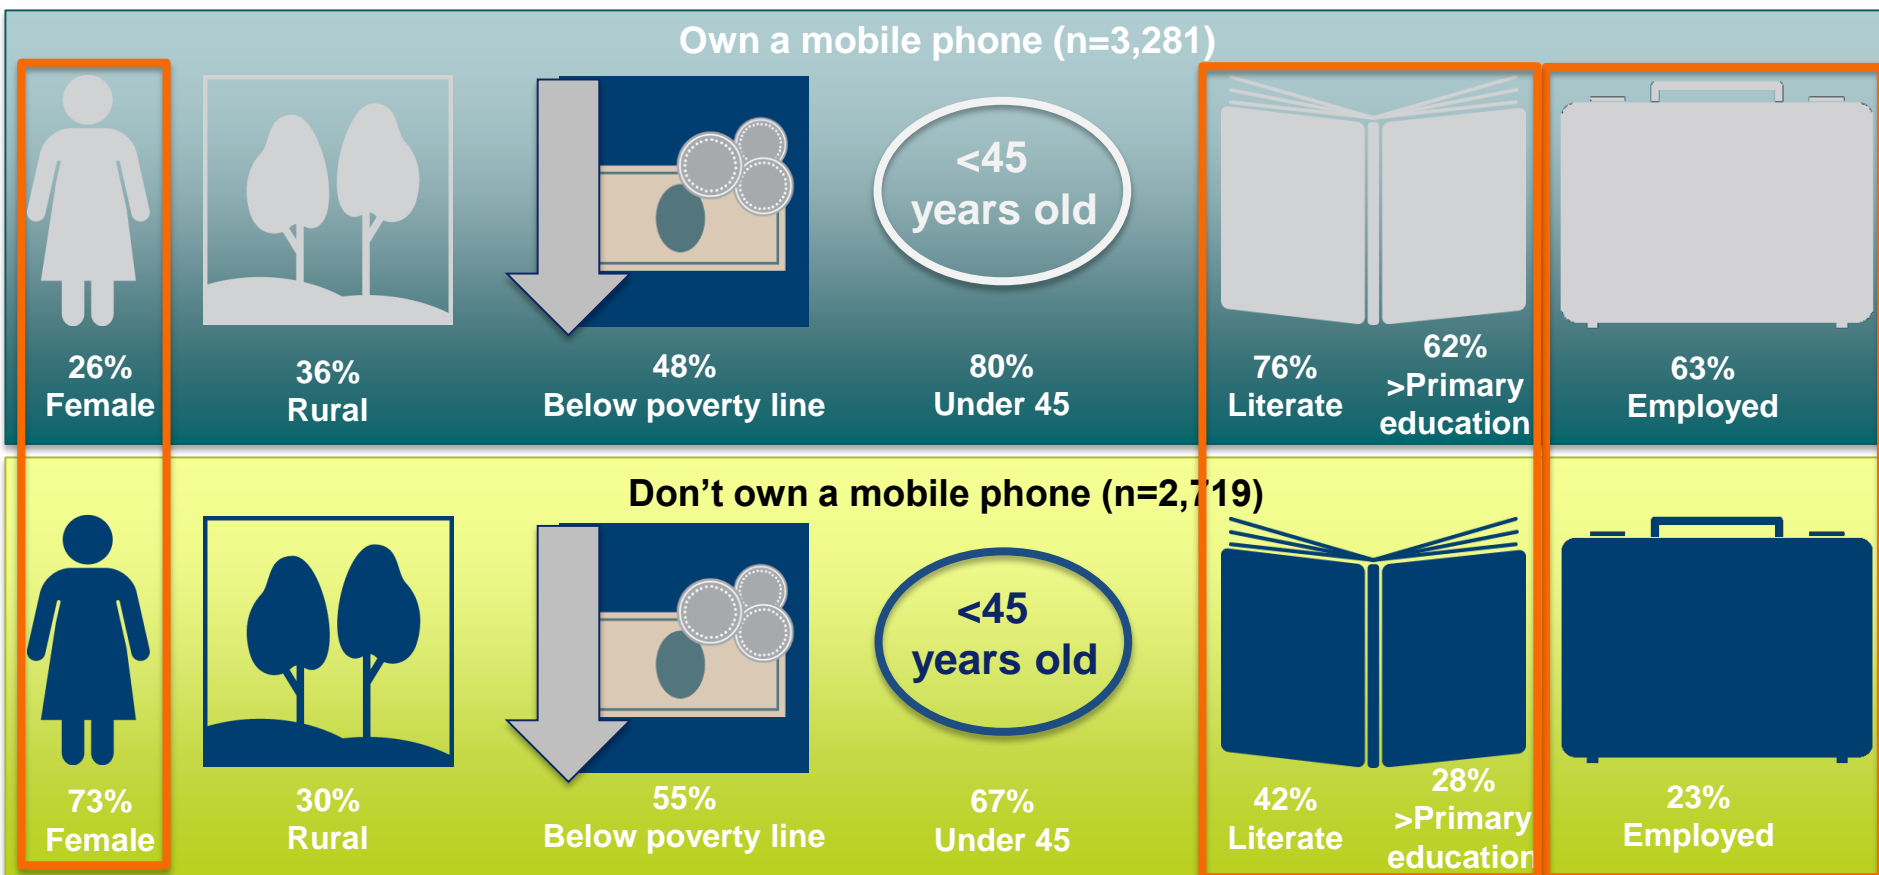 Own a mobile phone (n=3,281)
<45
years old
26%
Female
36%
Rural
48%
Below poverty line
80%
Under 45
76%
Literate
62%
>Primary
education
63%
Employed
Don't own a mobile phone (n=2,719)
<45
years old
73%
Female
30%
Rural
55%
Below poverty line
67%
Under 45
42%
Literate
28%
>Primary
education
23%
Employed